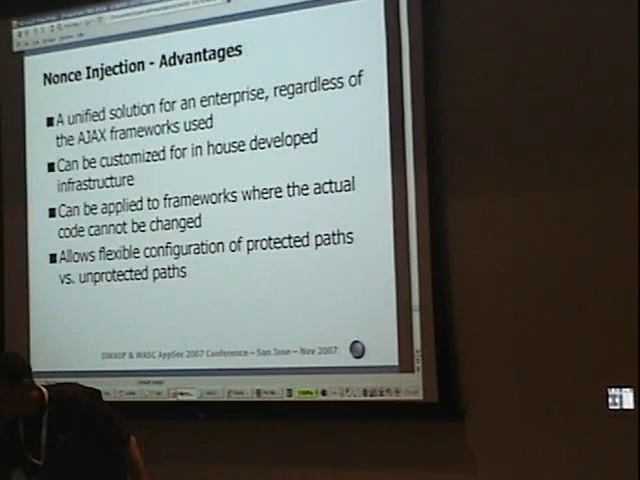 Nonce Injection - Advantages
A unified solution for an enterprise, regardless of
the AJAX frameworks used
Can be customized for in house developed
infrastructure
Can be applied to frameworks where the actual
code cannot be changed
Allows flexible configuration of protected paths
vs. unprotected paths
OWASP & WASC AppSec 2007 Conference – San Jose – Nov 2007